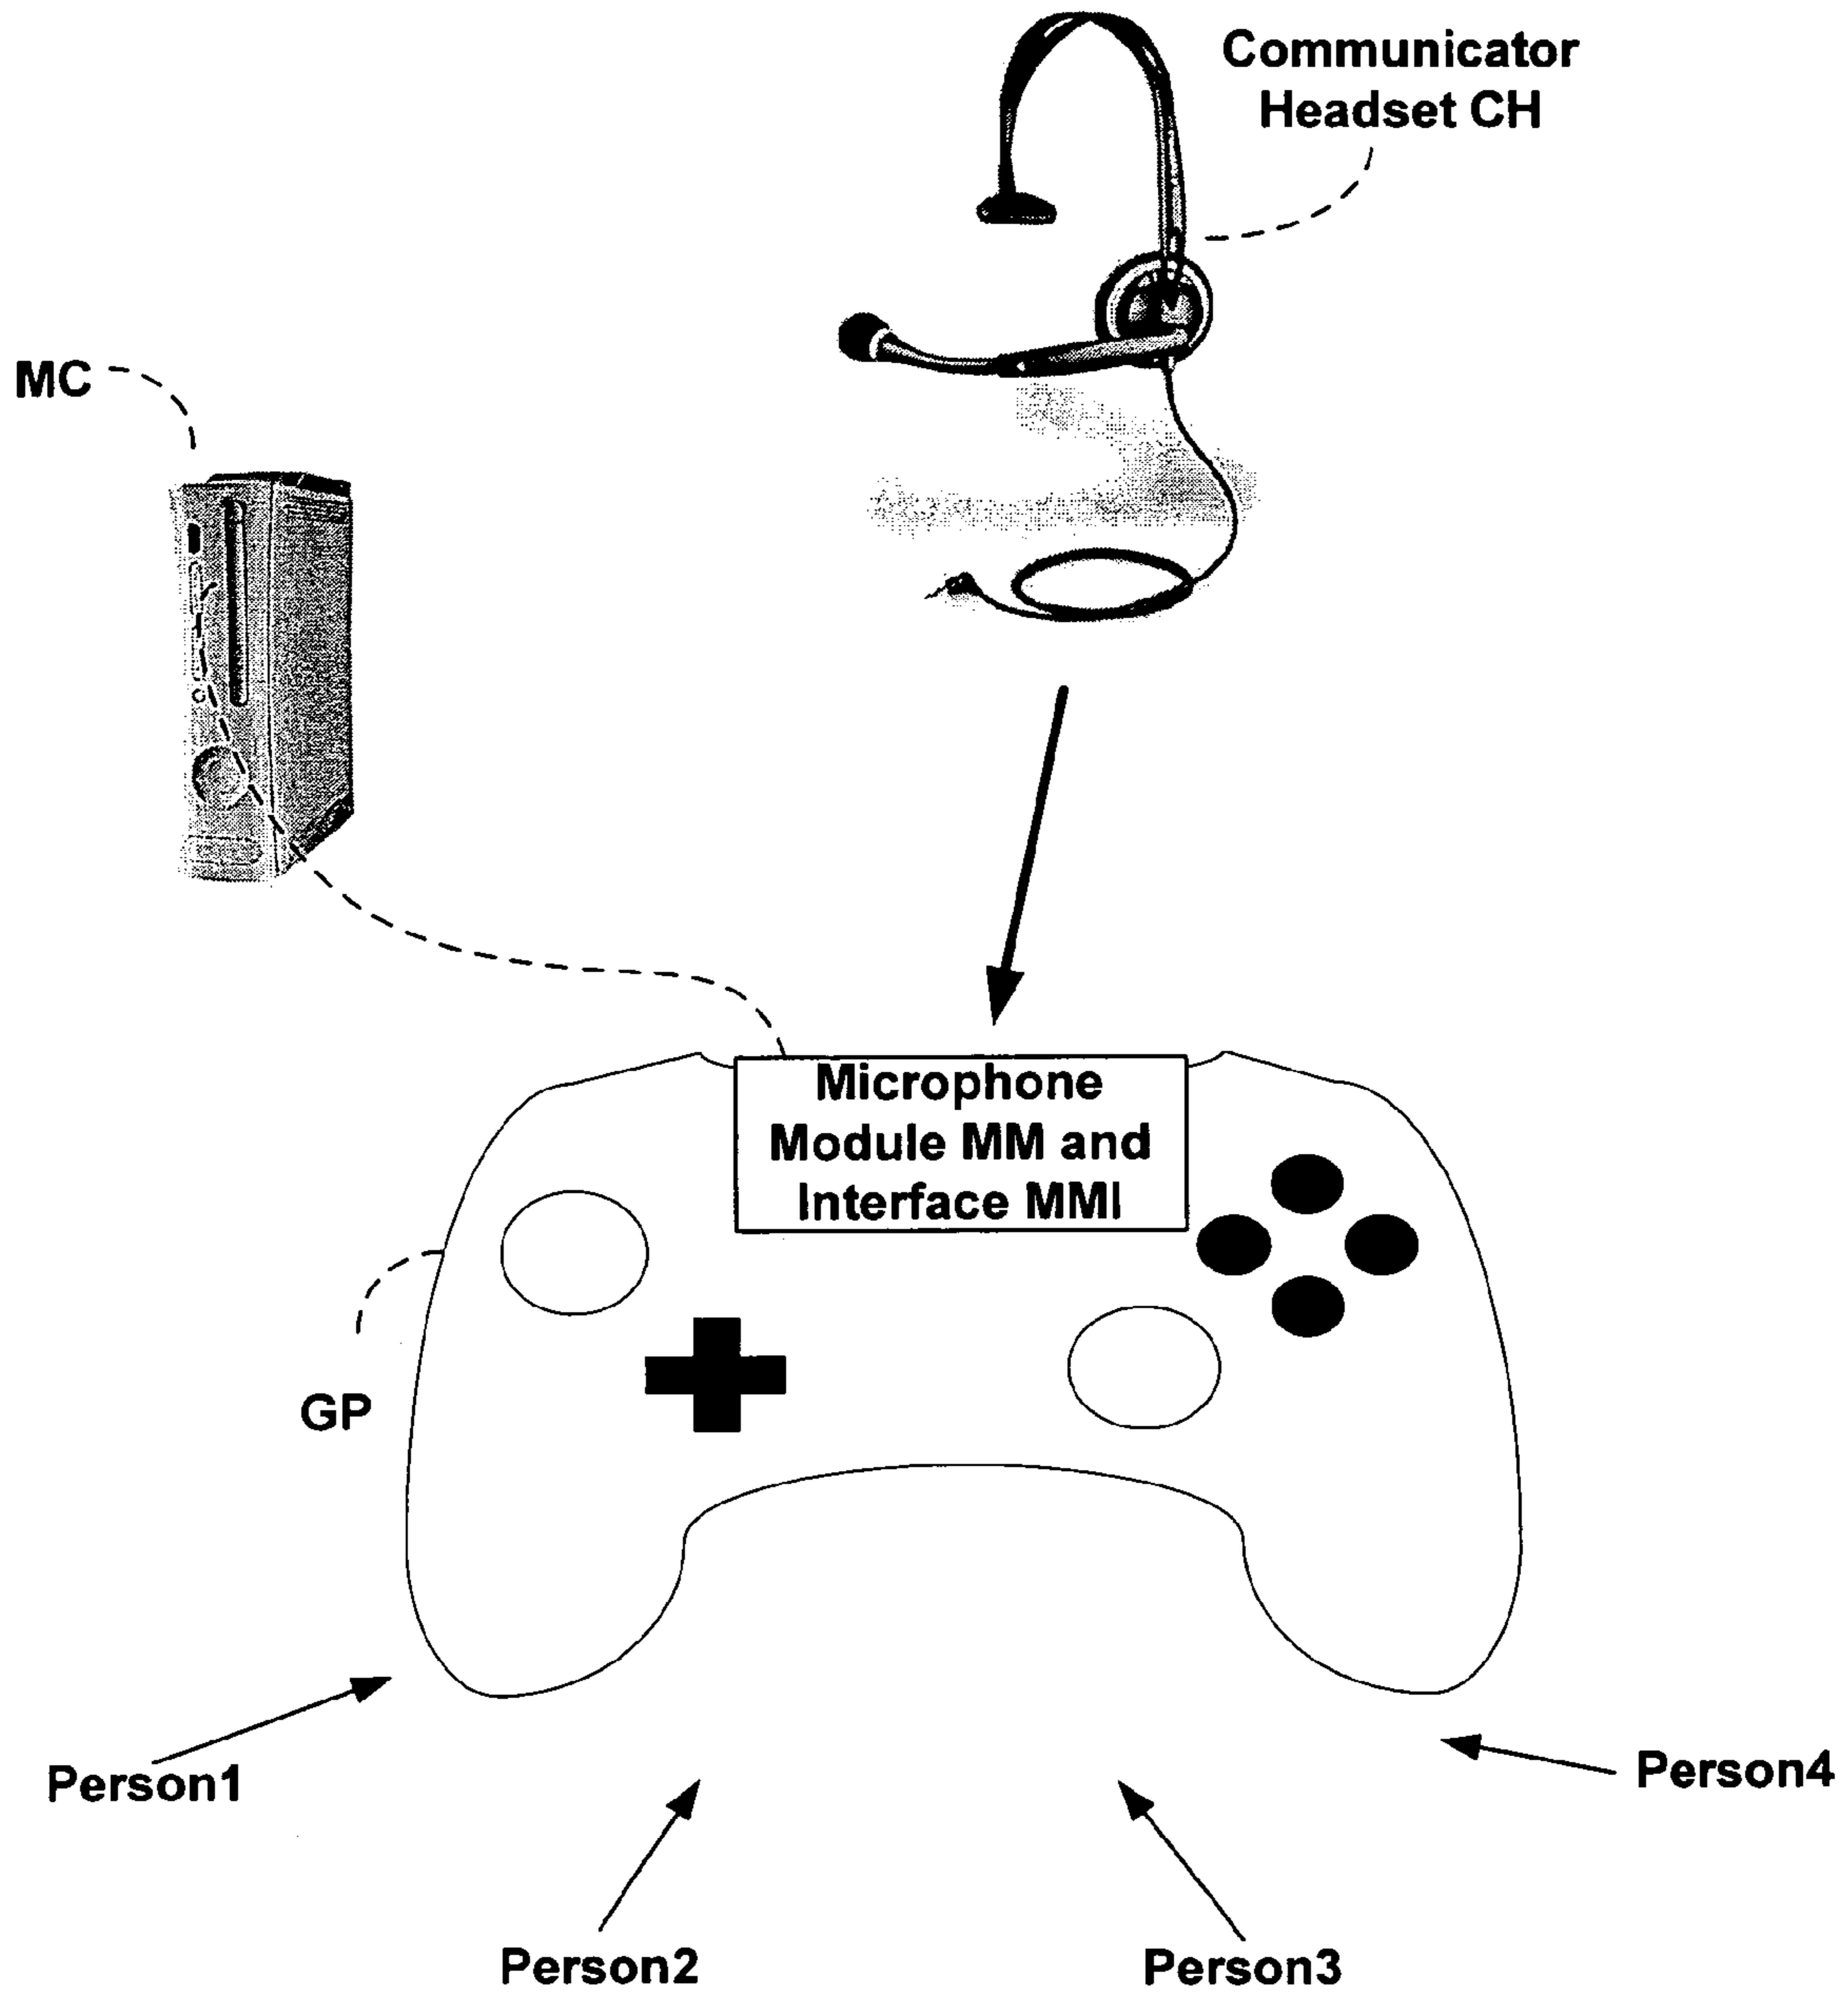 Communicator
Headset CH
MC
Microphone
Module MM and
Interface MMI
GP
Person1
Person4
Person2
Person3